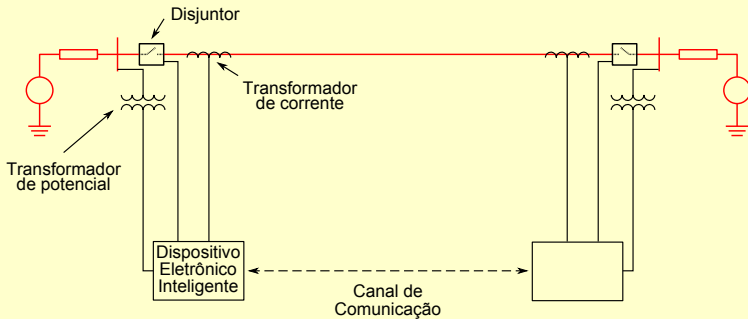 Disjuntor
Transformador
de corrente
Transformador
de potencial
Dispositivo
Eletrônico
Inteligente
Canal de
Comunicação